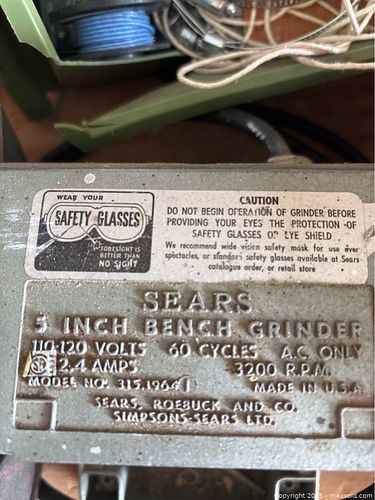 WEAR YOUR
SAFETY GLASSES
FORESIGHT IS
BETTER THAN
NO SIGHT
CAUTION
DO NOT BEGIN OPERATION OF GRINDER BEFORE
PROVIDING YOUR EYES THE PROTECTION OF
SAFETY GLASSES OR EYE SHIELD
We recommend wide vision safety mask for use over
spectacles, or standard safety glasses available at Sears
catalogue order, or retail store
SEARS
5 INCH BENCH GRINDER
110-120 VOLTS 60 CYCLES A.C. ONLY
2.4 AMPS 3200 R.P.M.
MODEL NO. 315.19641 MADE IN U.S.A.
SEARS, ROEBUCK AND CO.
SIMPSONS-SEARS LTD.
Copyright 2025 - maxsold.com